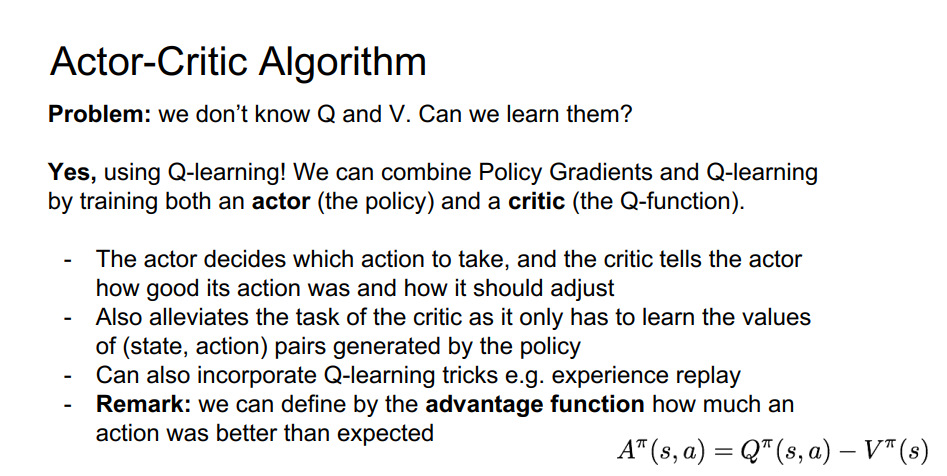 Actor-Critic Algorithm
Problem: we don't know Q and V. Can we learn them?
Yes, using Q-learning! We can combine Policy Gradients and Q-learning
by training both an actor (the policy) and a critic (the Q-function).
- The actor decides which action to take, and the critic tells the actor
how good its action was and how it should adjust
- Also alleviates the task of the critic as it only has to learn the values
of (state, action) pairs generated by the policy
- Can also incorporate Q-learning tricks e.g. experience replay
- Remark: we can define by the advantage function how much an
action was better than expected
A^π(s, a) = Q^π(s, a) − V^π(s)